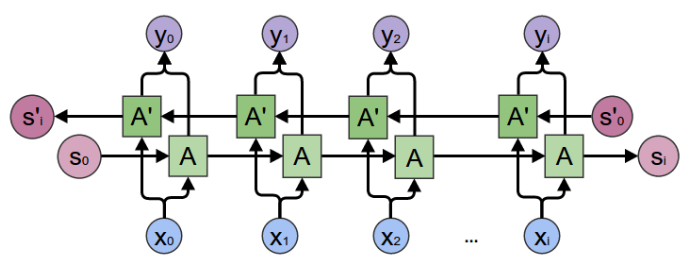 y₀ y₁ y₂ yᵢ
s'ᵢ A' A' A' A' s'₀
s₀ A A A A sᵢ
x₀ x₁ x₂ ... xᵢ